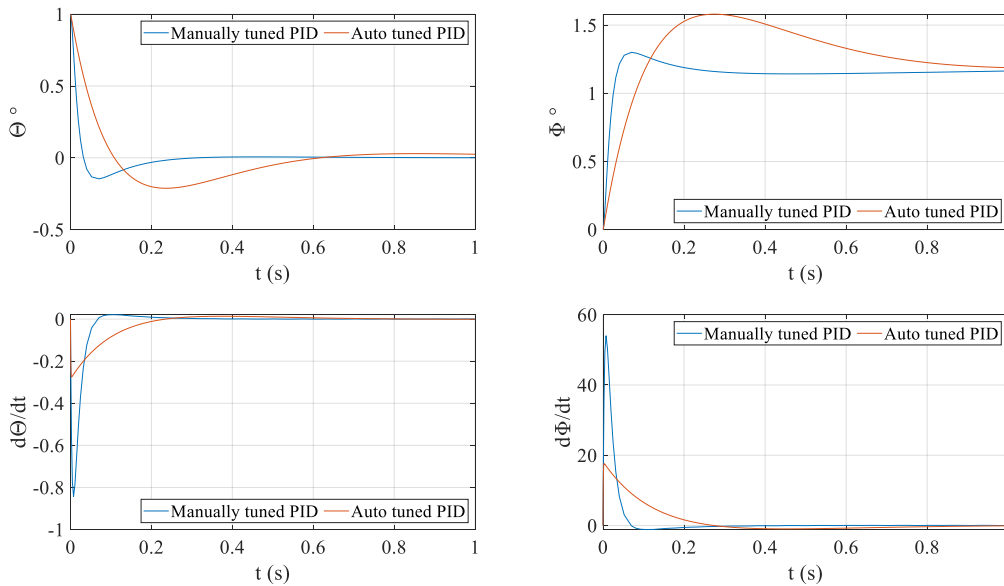 1
0.5
0
-0.5
Θ °
Manually tuned PID
Auto tuned PID
0
0.2
0.4
0.6
0.8
1
t (s)
1.5
1
0.5
0
Φ °
Manually tuned PID
Auto tuned PID
0
0.2
0.4
0.6
0.8
t (s)
0
-0.2
-0.4
-0.6
-0.8
-1
dΘ/dt
Manually tuned PID
Auto tuned PID
0
0.2
0.4
0.6
0.8
1
t (s)
60
40
20
0
dΦ/dt
Manually tuned PID
Auto tuned PID
0
0.2
0.4
0.6
0.8
t (s)